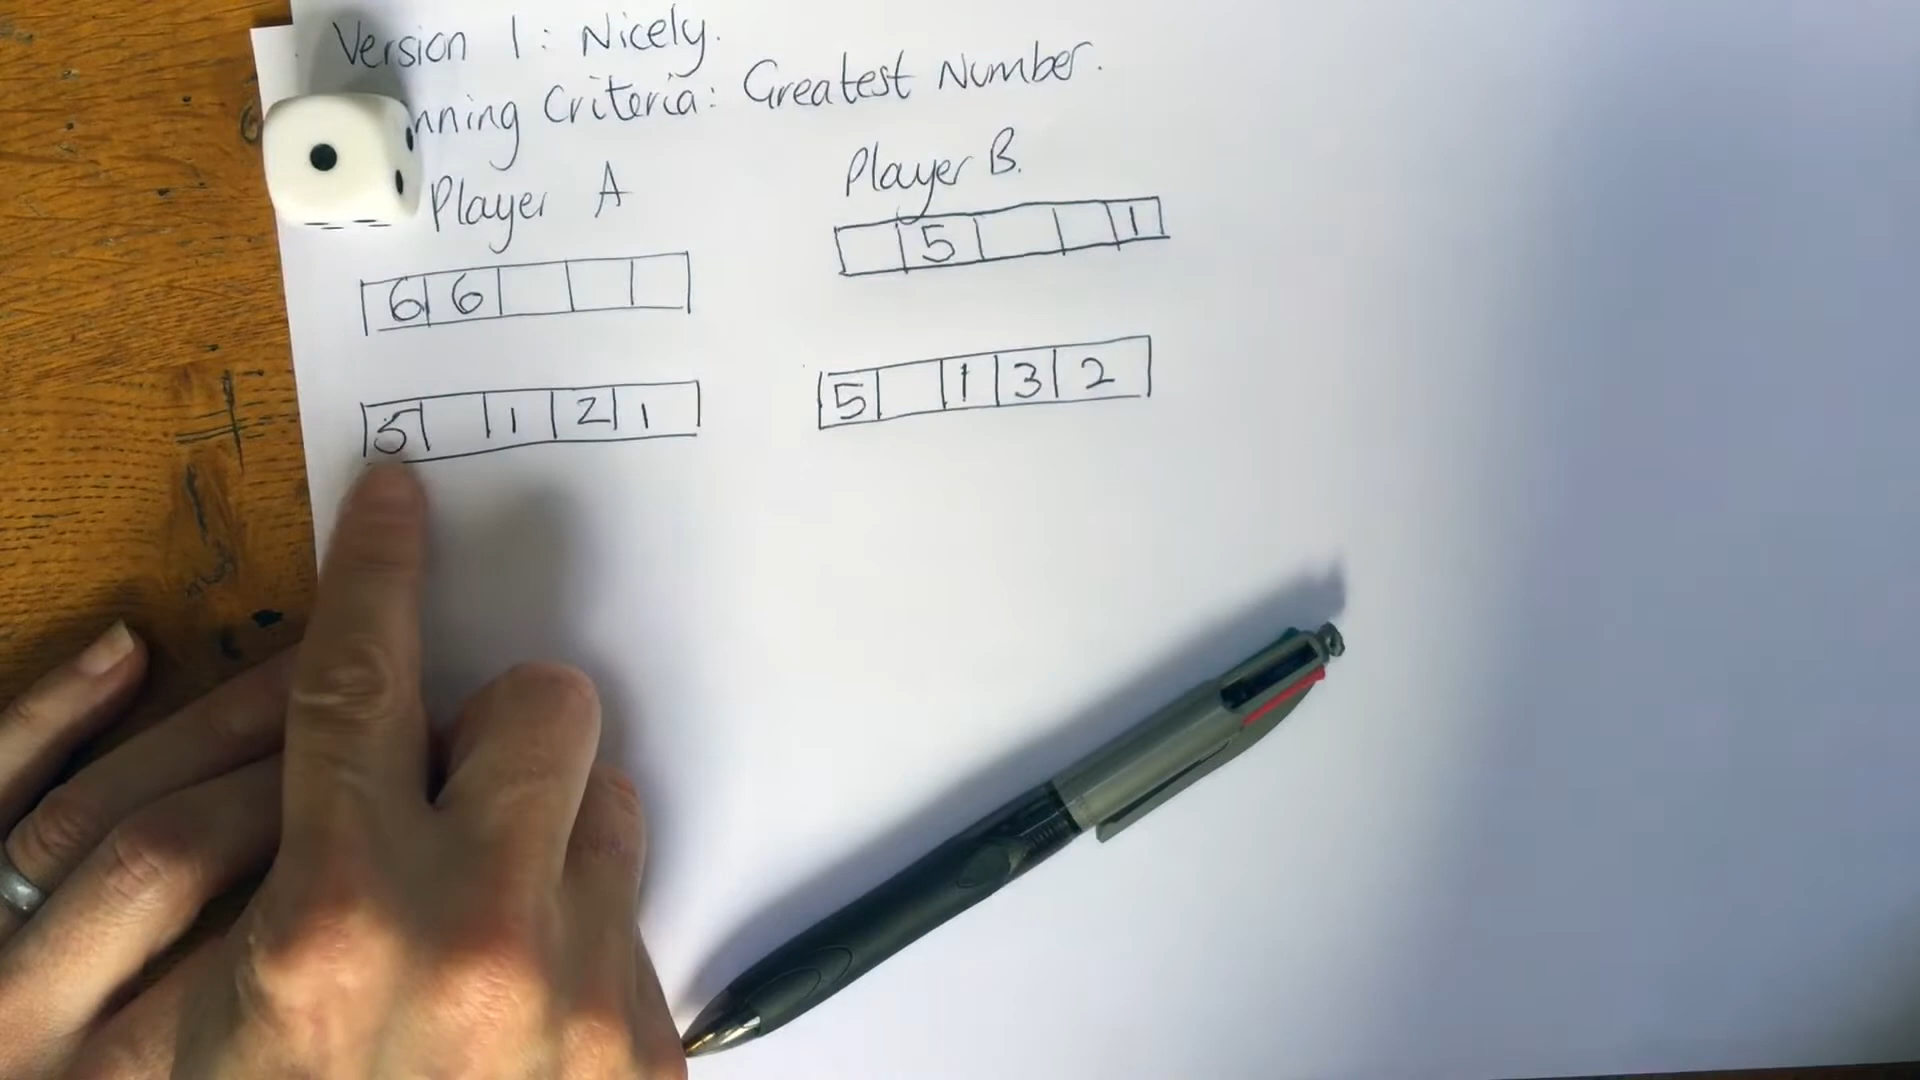 Version 1: Nicely.
nning Criteria: Greatest Number.
Player A
Player B.
6 6
5 1
5 1 2 1
5 1 3 2